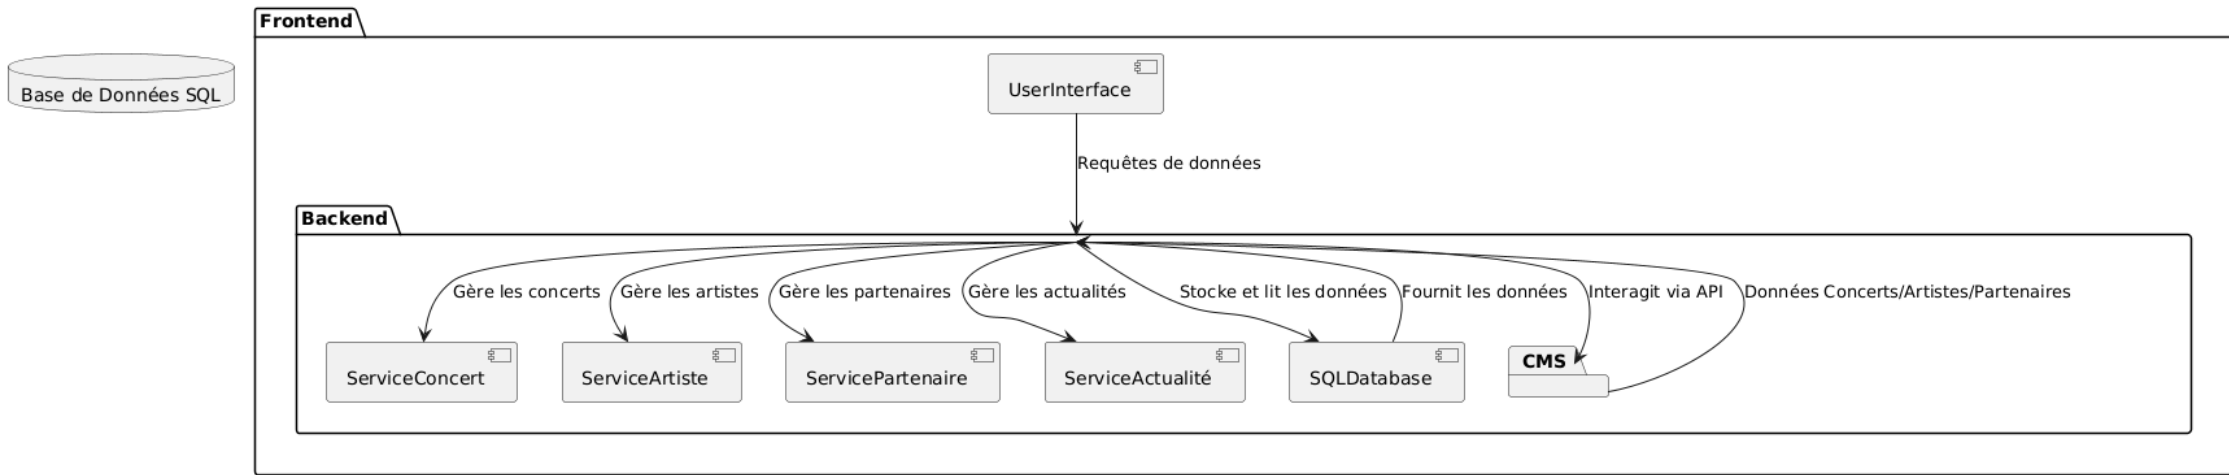 Frontend
Base de Données SQL
UserInterface
Requêtes de données
Backend
Gère les concerts
Gère les artistes
Gère les partenaires
Gère les actualités
Stocke et lit les données
Fournit les données
Interagit via API
Données Concerts/Artistes/Partenaires
ServiceConcert
ServiceArtiste
ServicePartenaire
ServiceActualité
SQLDatabase
CMS